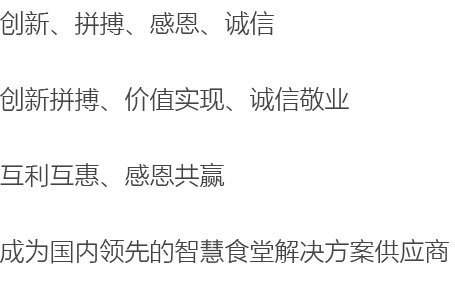 创新、拼搏、感恩、诚信
创新拼搏、价值实现、诚信敬业
互利互惠、感恩共赢
成为国内领先的智慧食堂解决方案供应商